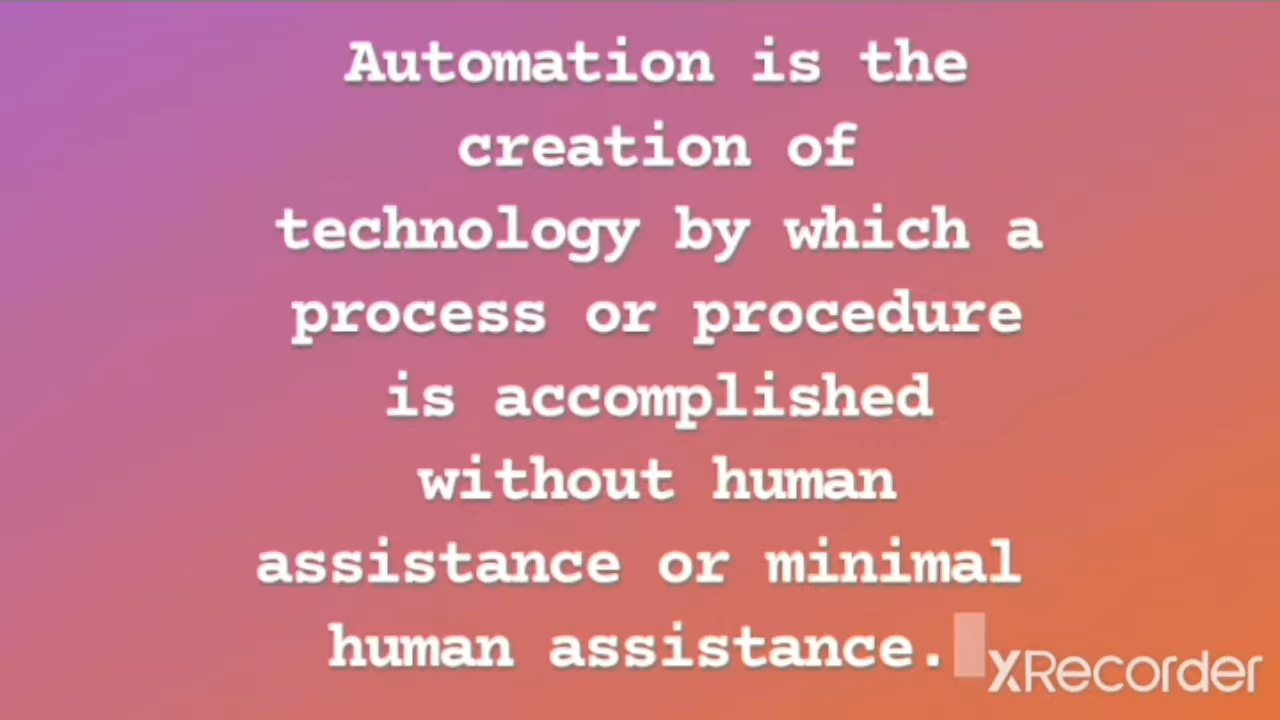 Automation is the
creation of
technology by which a
process or procedure
is accomplished
without human
assistance or minimal
human assistance.
XRecorder